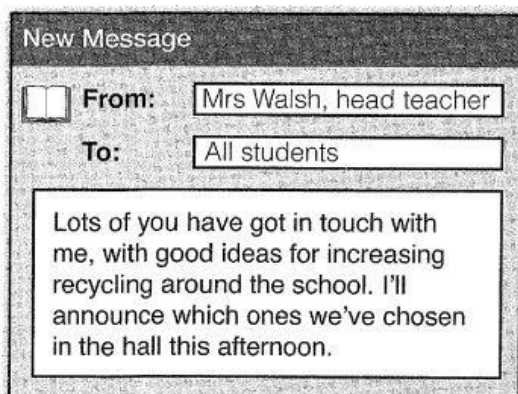 New Message
From: Mrs Walsh, head teacher
To: All students
Lots of you have got in touch with
me, with good ideas for increasing
recycling around the school. I'll
announce which ones we've chosen
in the hall this afternoon.